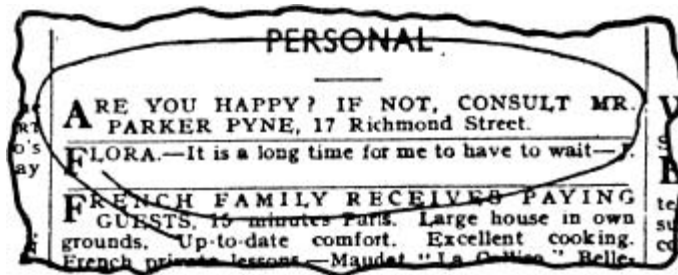 PERSONAL
ARE YOU HAPPY? IF NOT, CONSULT MR.
PARKER PYNE, 17 Richmond Street.
FLORA.—It is a long time for me to have to wait—J.
FRENCH FAMILY RECEIVES PAYING
GUESTS, 15 minutes Paris. Large house in own
grounds. Up-to-date comfort. Excellent cooking.
French private lessons.—Maudet "La